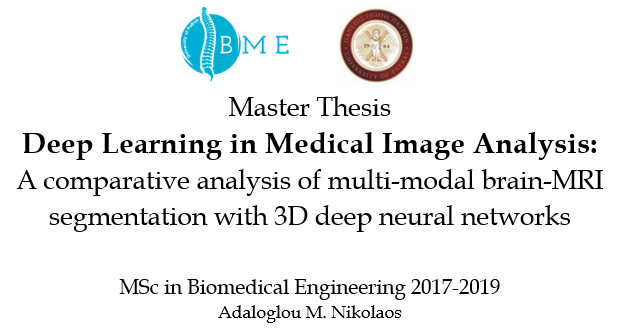 BME
Master Thesis
Deep Learning in Medical Image Analysis:
A comparative analysis of multi-modal brain-MRI
segmentation with 3D deep neural networks
MSc in Biomedical Engineering 2017-2019
Adaloglou M. Nikolaos